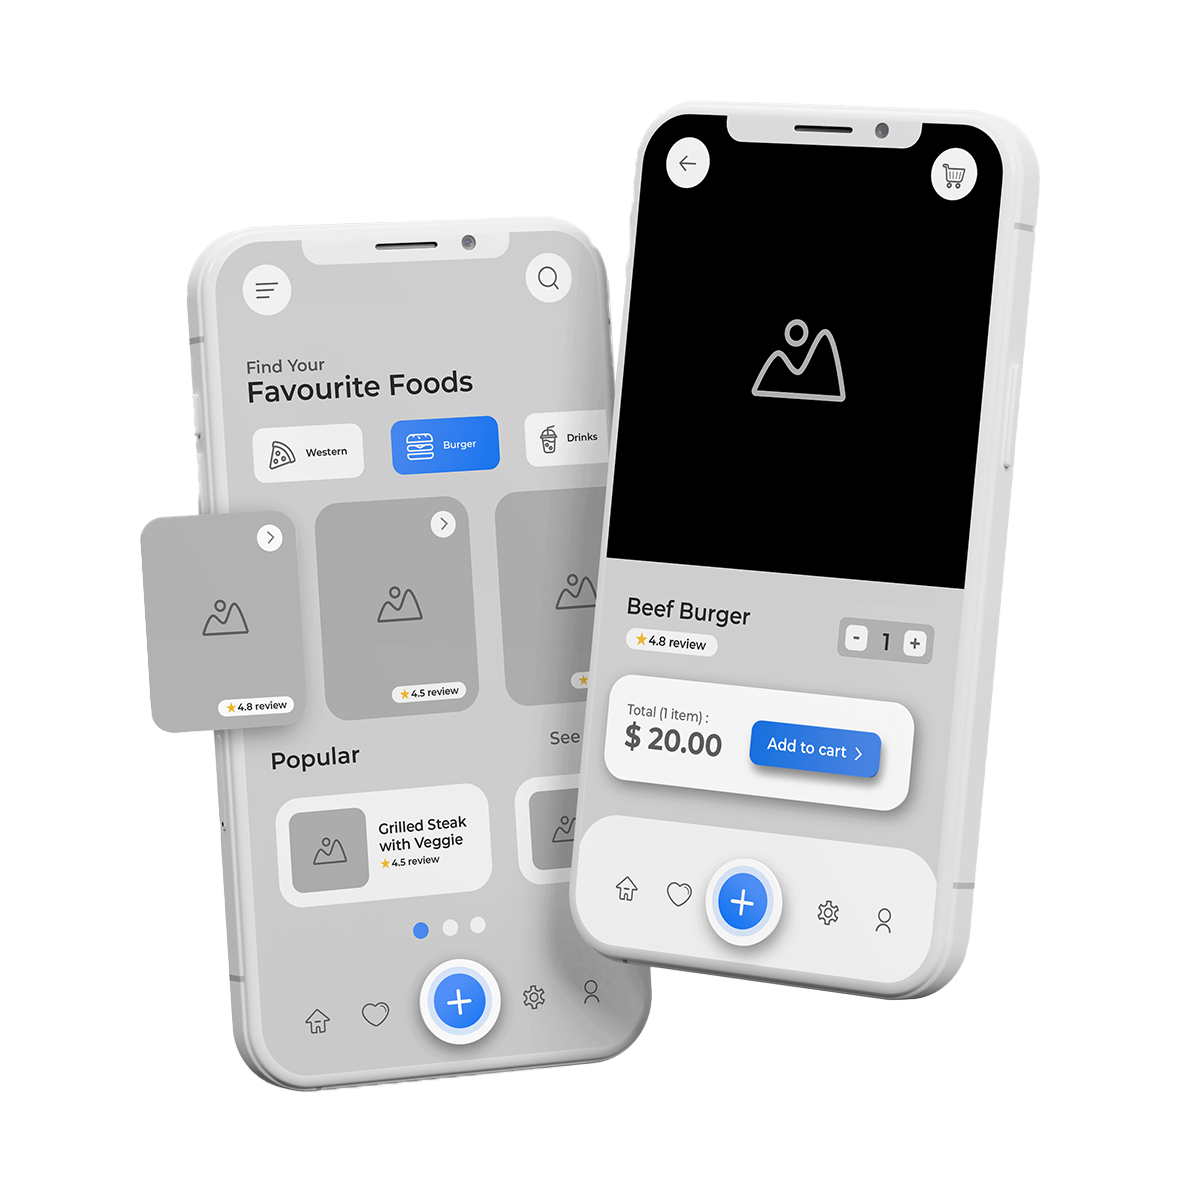 Find Your
Favourite Foods
Western
Burger
Drinks
4.8 review
4.5 review
Popular
See
Grilled Steak
with Veggie
4.5 review
Beef Burger
4.8 review
- 1 +
Total (1 item) :
$ 20.00
Add to cart